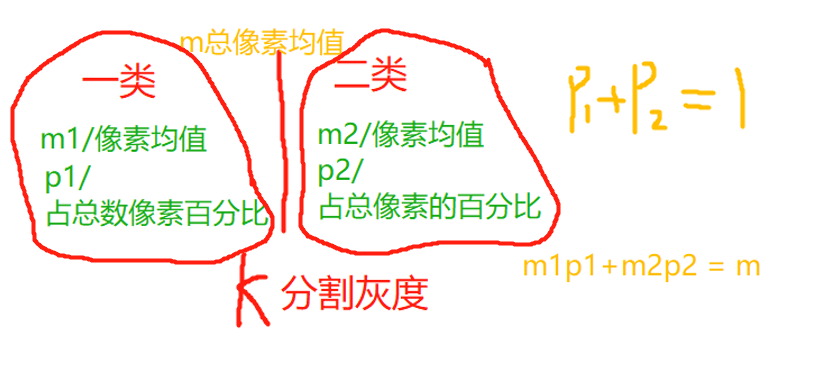 m总像素均值
一类
m1/像素均值
p1/
占总数像素百分比
二类
m2/像素均值
p2/
占总像素的百分比
K 分割灰度
P1+P2=1
m1p1+m2p2 = m